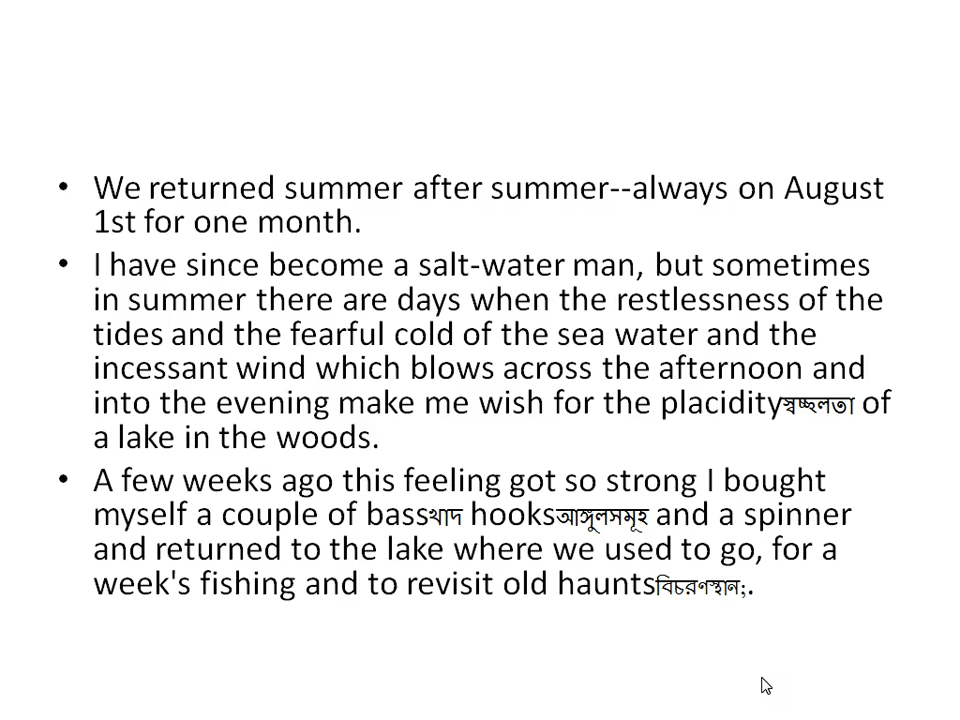 • We returned summer after summer--always on August
1st for one month.
• I have since become a salt-water man, but sometimes
in summer there are days when the restlessness of the
tides and the fearful cold of the sea water and the
incessant wind which blows across the afternoon and
into the evening make me wish for the placidityস্বচ্ছলতা of
a lake in the woods.
• A few weeks ago this feeling got so strong I bought
myself a couple of bassখাদ hooksআঙ্গুলসমূহ and a spinner
and returned to the lake where we used to go, for a
week's fishing and to revisit old hauntsবিচরণস্থান;.